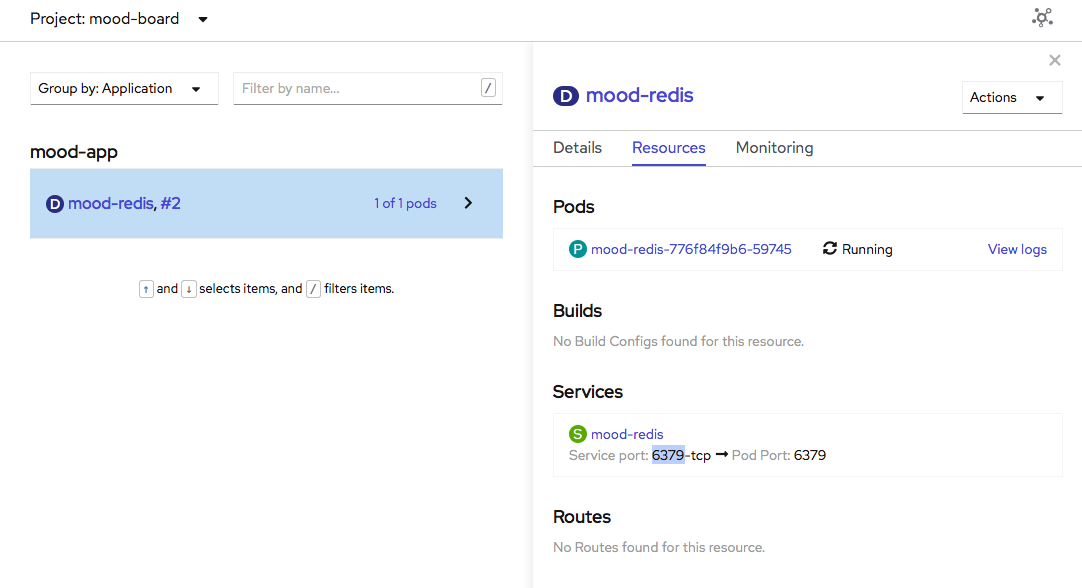 Project: mood-board
Group by: Application
Filter by name...
/
mood-app
D mood-redis, #2
1 of 1 pods
↑ and ↓ selects items, and / filters items.
D mood-redis
Actions
Details Resources Monitoring
Pods
P mood-redis-776f84f9b6-59745 Running View logs
Builds
No Build Configs found for this resource.
Services
S mood-redis
Service port: 6379-tcp → Pod Port: 6379
Routes
No Routes found for this resource.